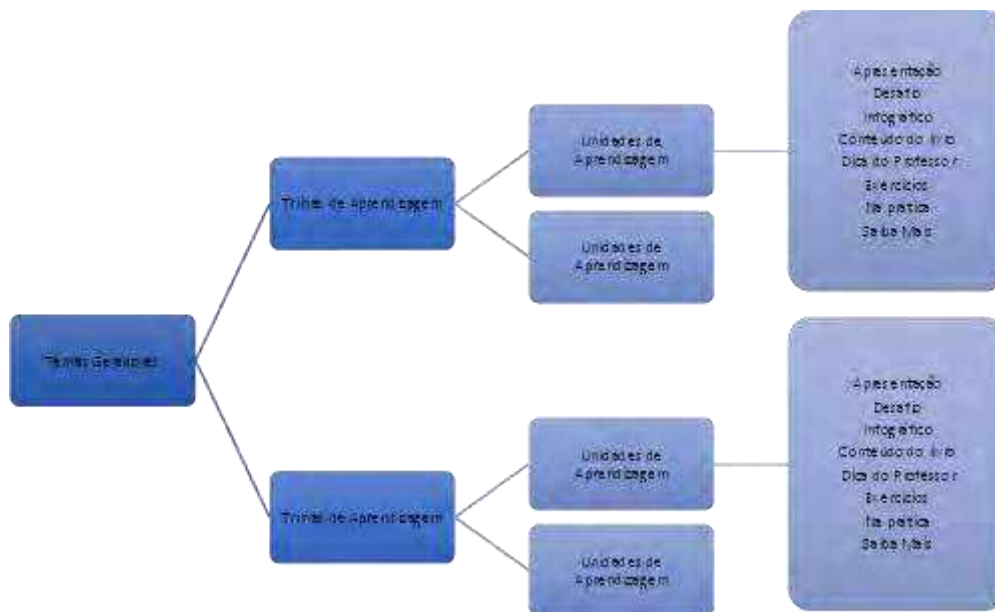 Temas Geradores
Trilhas de Aprendizagem
Unidades de
Aprendizagem
Apresentação
Desafio
Infográfico
Conteúdo do livro
Dica do Professor
Exercícios
Na prática
Saiba Mais
Unidades de
Aprendizagem
Trilhas de Aprendizagem
Unidades de
Aprendizagem
Apresentação
Desafio
Infográfico
Conteúdo do livro
Dica do Professor
Exercícios
Na prática
Saiba Mais
Unidades de
Aprendizagem